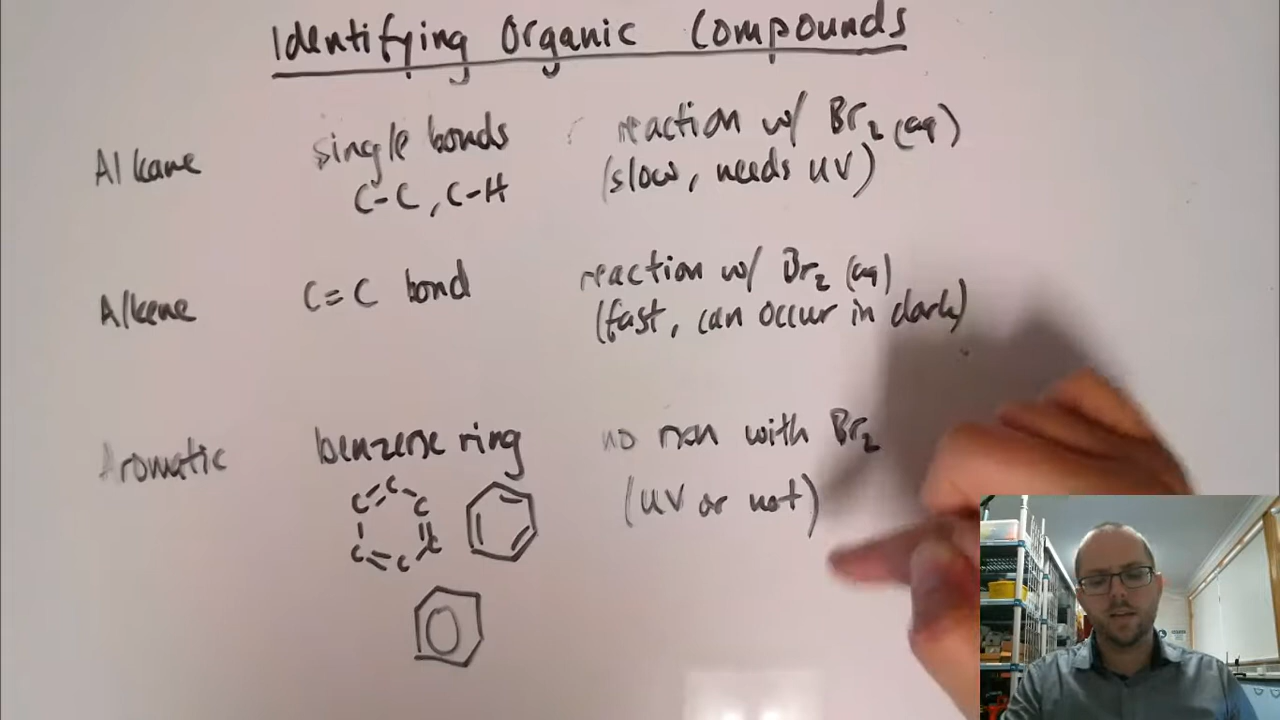 Identifying Organic Compounds
Alkane single bonds reaction w/ Br₂ (aq)
C-C, C-H (slow, needs UV)
Alkene C=C bond reaction w/ Br₂ (aq)
(fast, can occur in dark)
Aromatic benzene ring no rxn with Br₂
(UV or not)
C C C
C C C